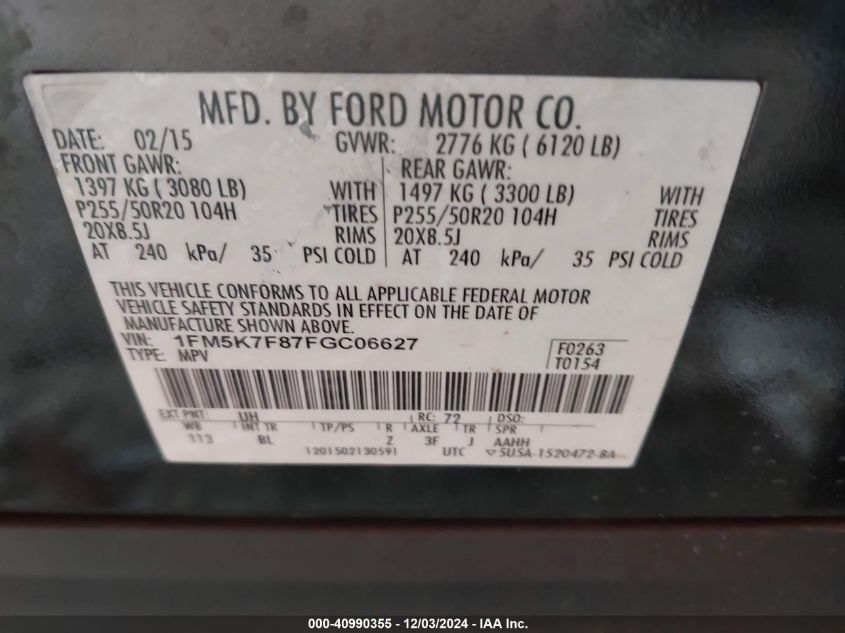 MFD. BY FORD MOTOR CO.
DATE: 02/15 GVWR: 2776 KG ( 6120 LB)
FRONT GAWR: REAR GAWR:
1397 KG ( 3080 LB) WITH 1497 KG ( 3300 LB) WITH
P255/50R20 104H TIRES P255/50R20 104H TIRES
20X8.5J RIMS 20X8.5J RIMS
AT 240 kPa/ 35 PSI COLD AT 240 kPa/ 35 PSI COLD
THIS VEHICLE CONFORMS TO ALL APPLICABLE FEDERAL MOTOR
VEHICLE SAFETY STANDARDS IN EFFECT ON THE DATE OF
MANUFACTURE SHOWN ABOVE.
VIN: 1FM5K7F87FGC06627 F0263
TYPE: MPV T0154
EXT PNT: UH RC: 72 DSO:
WB INT TR TP/PS R AXLE TR SPR
113 BL Z 3F J AAHH
1201502130591 UTC ▽5U5A-1520472-BA
000-40990355 - 12/03/2024 - IAA Inc.